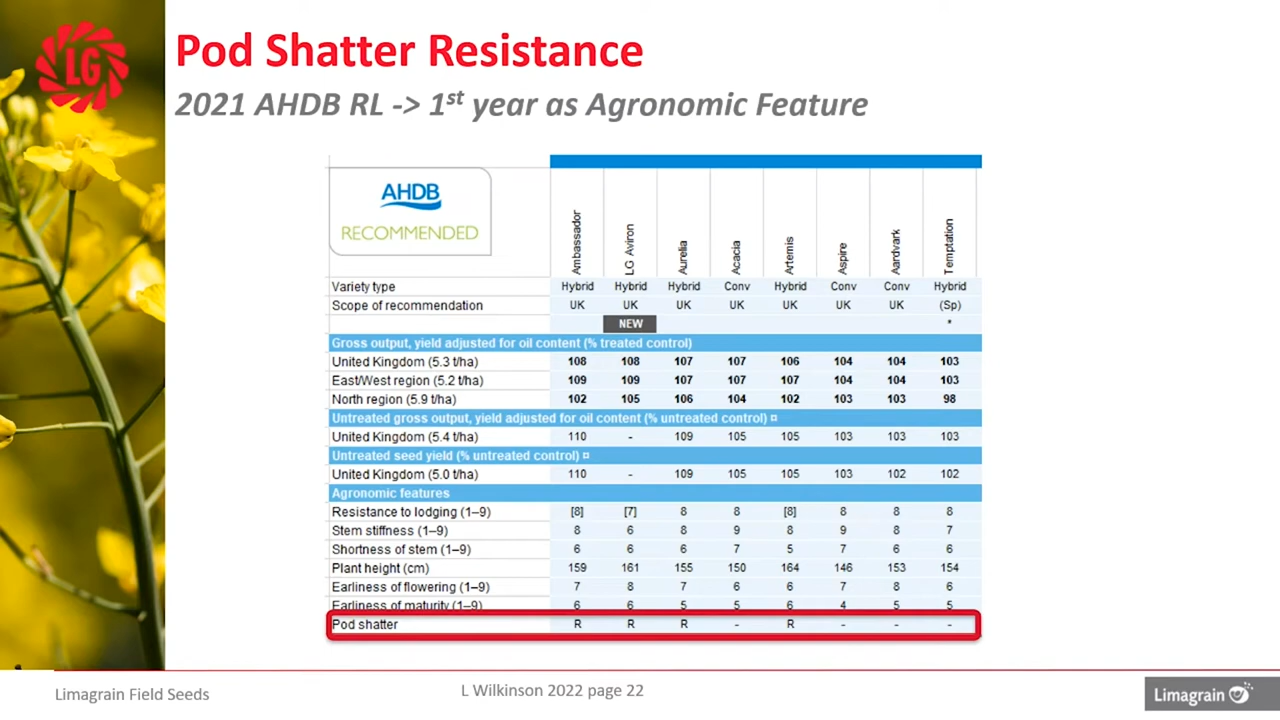 LG
Pod Shatter Resistance
2021 AHDB RL -> 1st year as Agronomic Feature
AHDB
RECOMMENDED
Ambassador LG Aviron Aurelia Acacia Artemis Aspire Aardvark Temptation
Variety type Hybrid Hybrid Hybrid Conv Hybrid Conv Conv Hybrid
Scope of recommendation UK UK UK UK UK UK UK (Sp)
NEW *
Gross output, yield adjusted for oil content (% treated control)
United Kingdom (5.3 t/ha) 108 108 107 107 106 104 104 103
East/West region (5.2 t/ha) 109 109 107 107 107 104 104 103
North region (5.9 t/ha) 102 105 106 104 102 103 103 98
Untreated gross output, yield adjusted for oil content (% untreated control) ¤
United Kingdom (5.4 t/ha) 110 - 109 105 105 103 103 103
Untreated seed yield (% untreated control) ¤
United Kingdom (5.0 t/ha) 110 - 109 105 105 103 102 102
Agronomic features
Resistance to lodging (1–9) [8] [7] 8 8 [8] 8 8 8
Stem stiffness (1–9) 8 6 8 9 8 9 8 7
Shortness of stem (1–9) 6 6 6 7 5 7 6 6
Plant height (cm) 159 161 155 150 164 146 153 154
Earliness of flowering (1–9) 7 8 7 6 6 7 8 6
Earliness of maturity (1–9) 6 6 5 5 6 4 5 5
Pod shatter R R R - R - - -
Limagrain Field Seeds
L Wilkinson 2022 page 22
Limagrain